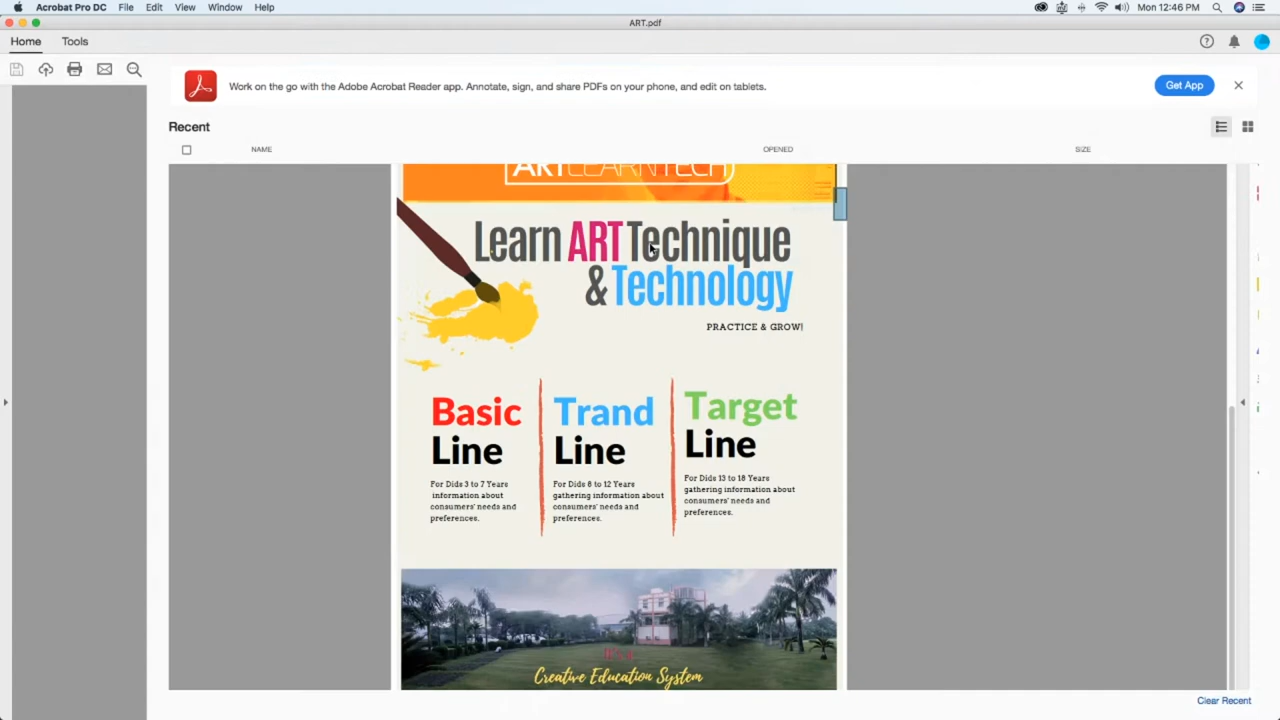 Acrobat Pro DC File Edit View Window Help
Mon 12:46 PM
ART.pdf
Home Tools
Work on the go with the Adobe Acrobat Reader app. Annotate, sign, and share PDFs on your phone, and edit on tablets.
Get App
Recent
NAME OPENED SIZE
ARTLEARNTECH
Learn ART Technique
& Technology
PRACTICE & GROW!
Basic
Line
For Dids 3 to 7 Years
information about
consumers' needs and
preferences.
Trand
Line
For Dids 8 to 12 Years
gathering information about
consumers' needs and
preferences.
Target
Line
For Dids 13 to 18 Years
gathering information about
consumers' needs and
preferences.
Creative Education System
Clear Recent